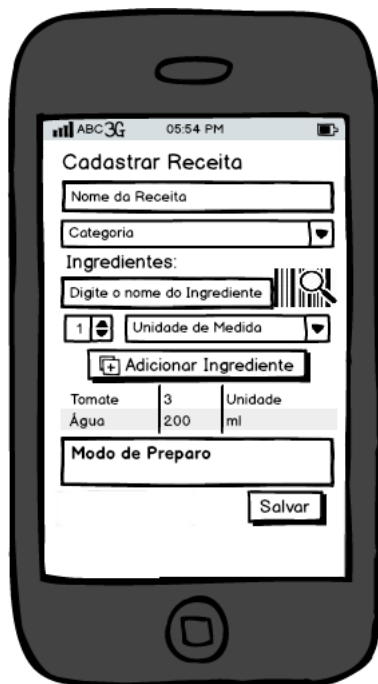 ABC 3G 05:54 PM
Cadastrar Receita
Nome da Receita
Categoria
Ingredientes:
Digite o nome do Ingrediente
1 Unidade de Medida
Adicionar Ingrediente
Tomate 3 Unidade
Água 200 ml
Modo de Preparo
Salvar